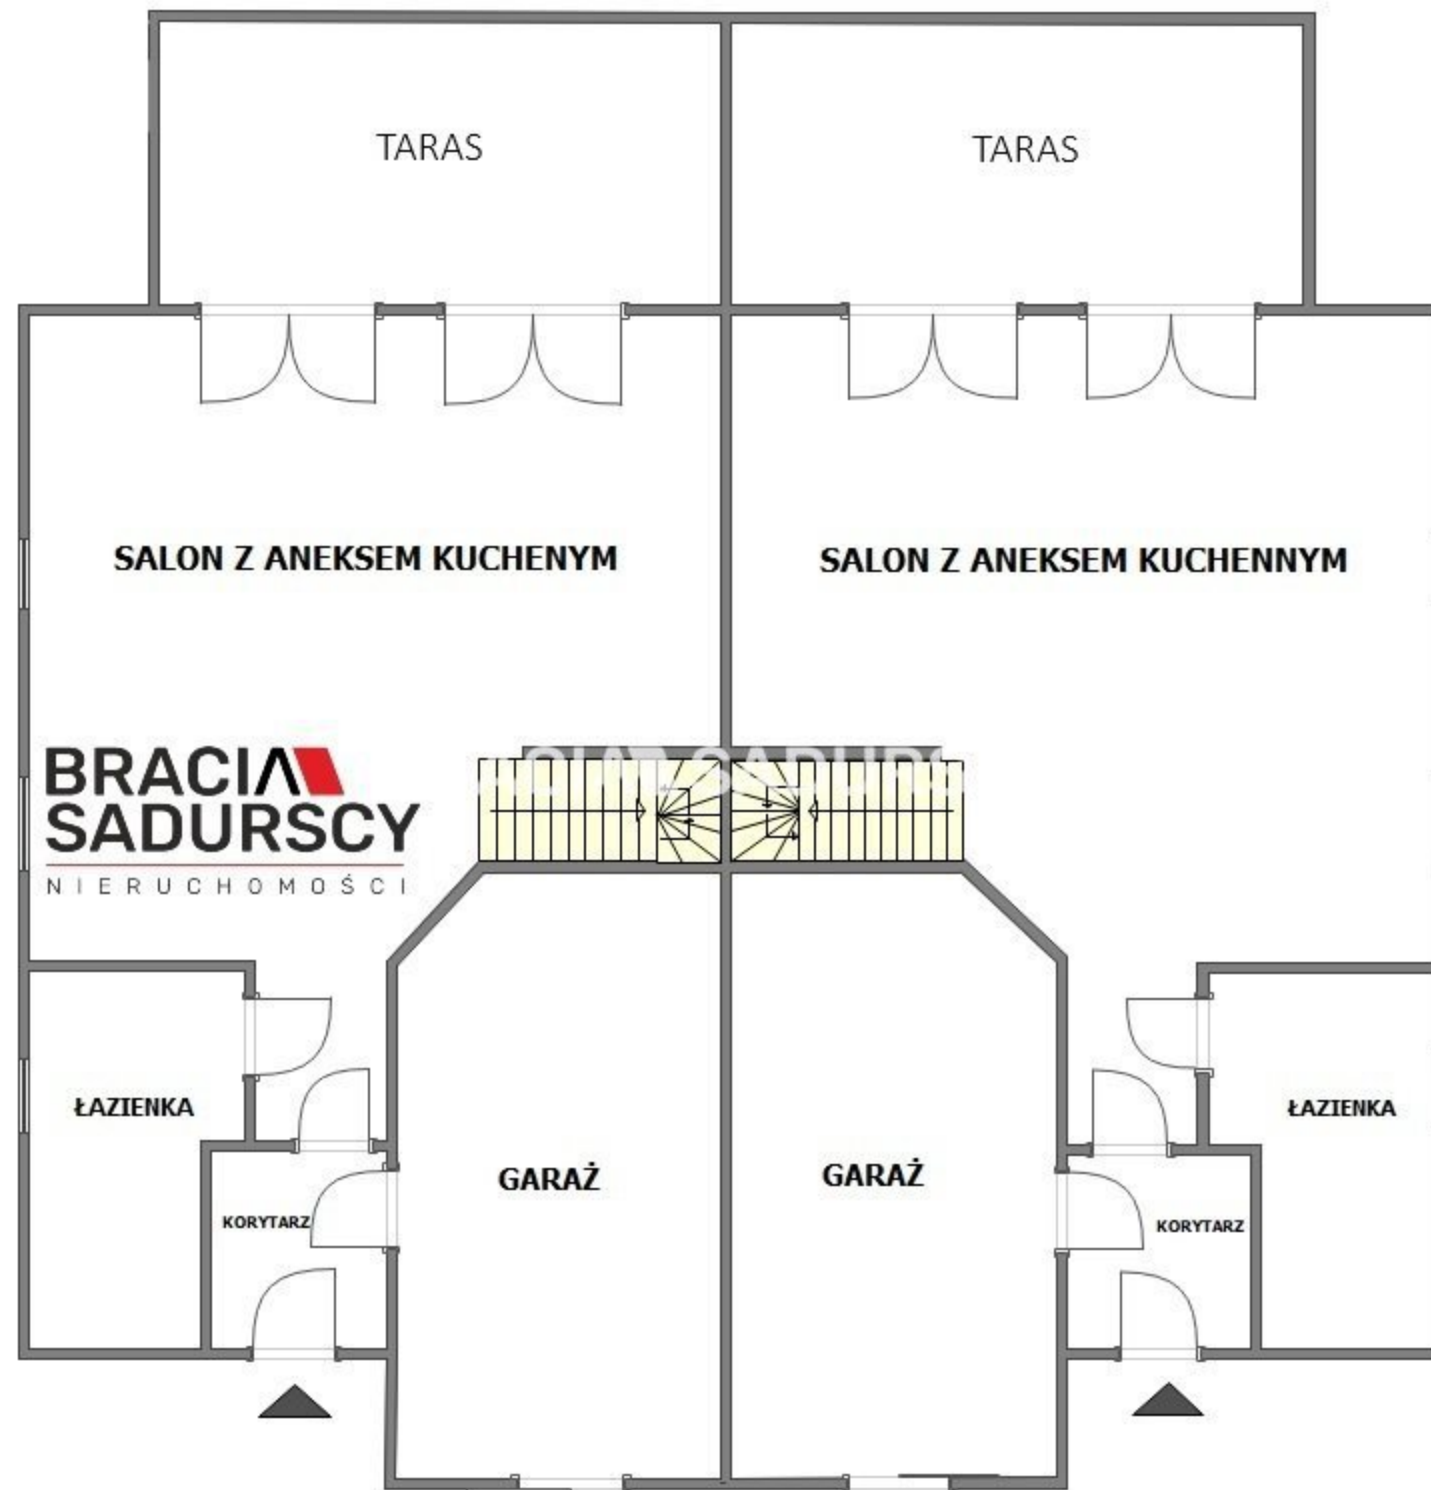 TARAS
TARAS
SALON Z ANEKSEM KUCHENYM
SALON Z ANEKSEM KUCHENNYM
BRACIA
SADURSCY
NIERUCHOMOŚCI
ŁAZIENKA
ŁAZIENKA
GARAŻ
GARAŻ
KORYTARZ
KORYTARZ